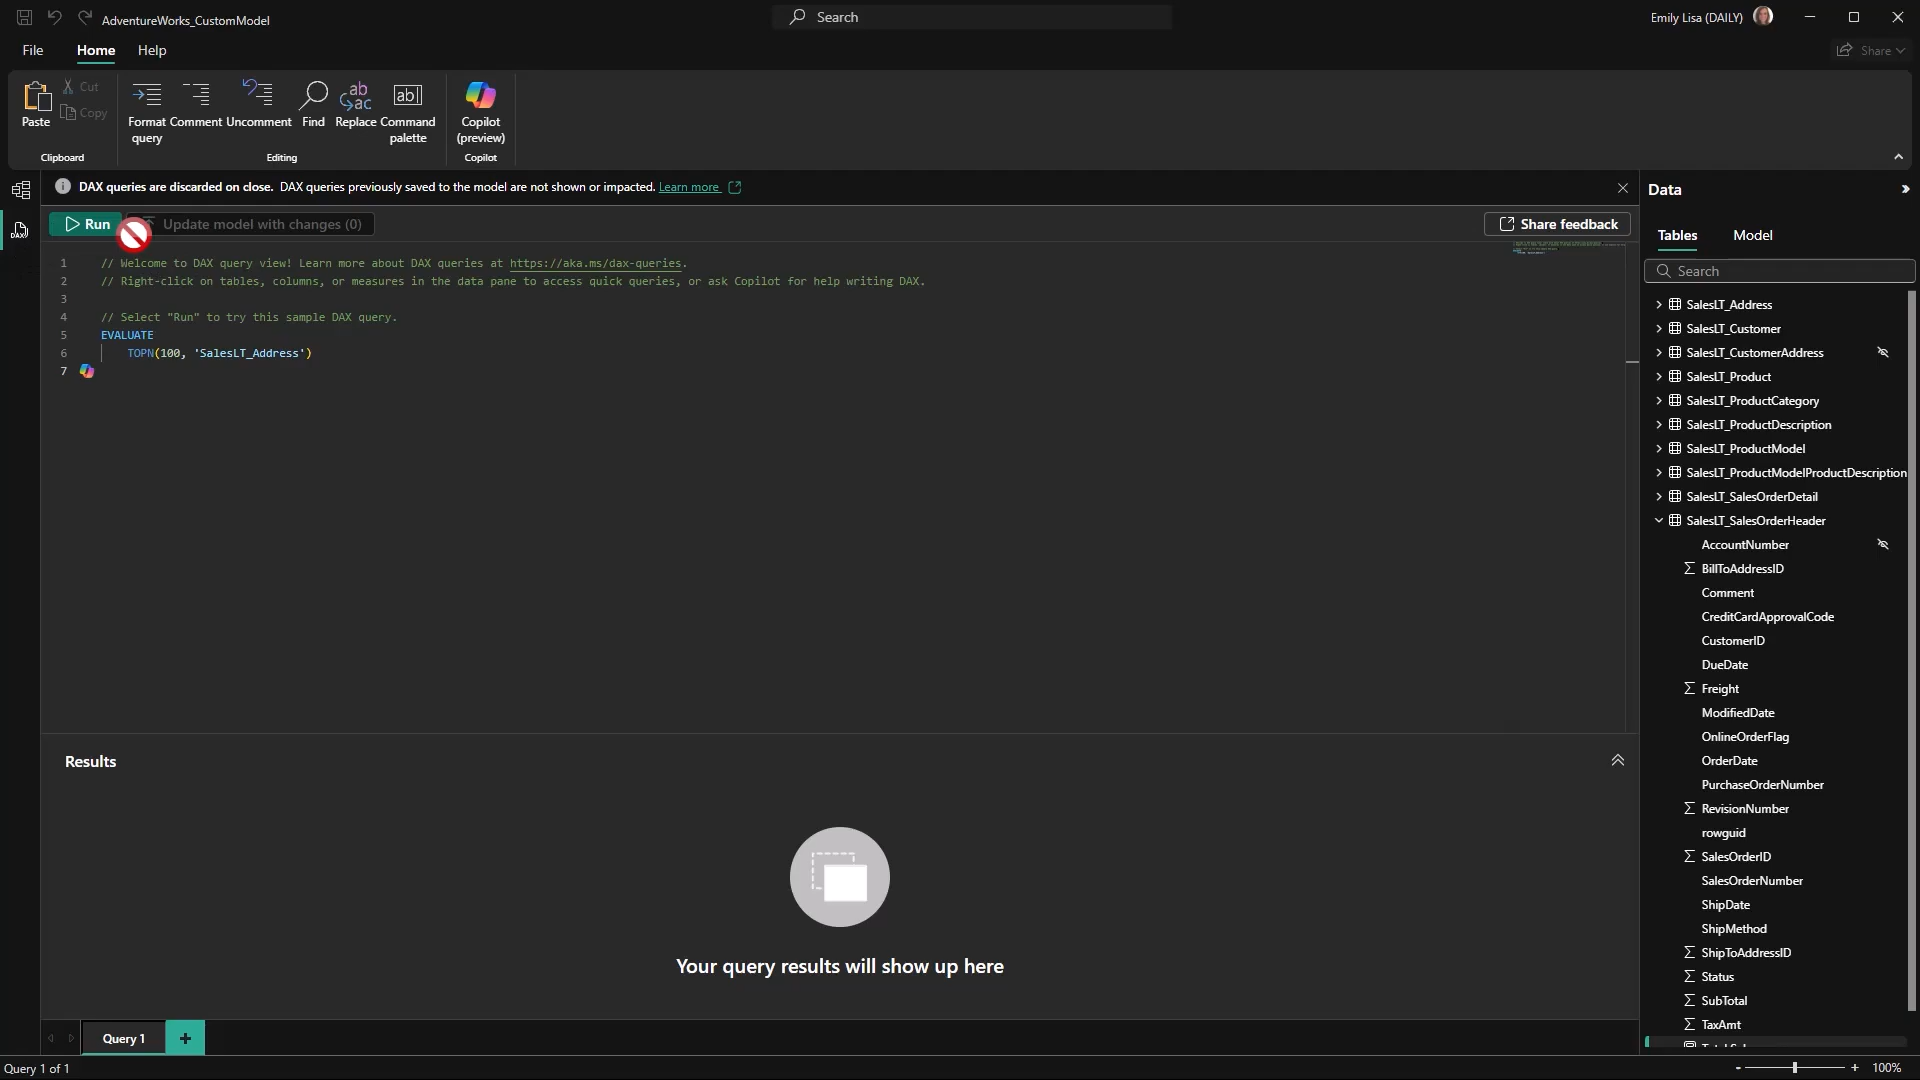 AdventureWorks_CustomModel
Search
Emily Lisa (DAILY)
File
Home
Help
Share
Paste
Cut
Copy
Clipboard
Format query
Comment
Uncomment
Find
Replace
Command palette
Editing
Copilot (preview)
Copilot
DAX queries are discarded on close. DAX queries previously saved to the model are not shown or impacted. Learn more
Run
Update model with changes (0)
Share feedback
1 // Welcome to DAX query view! Learn more about DAX queries at https://aka.ms/dax-queries.
2 // Right-click on tables, columns, or measures in the data pane to access quick queries, or ask Copilot for help writing DAX.
3
4 // Select "Run" to try this sample DAX query.
5 EVALUATE
6 TOPN(100, 'SalesLT_Address')
7
Results
Your query results will show up here
Query 1
+
Query 1 of 1
Data
Tables
Model
Search
SalesLT_Address
SalesLT_Customer
SalesLT_CustomerAddress
SalesLT_Product
SalesLT_ProductCategory
SalesLT_ProductDescription
SalesLT_ProductModel
SalesLT_ProductModelProductDescription
SalesLT_SalesOrderDetail
SalesLT_SalesOrderHeader
AccountNumber
BillToAddressID
Comment
CreditCardApprovalCode
CustomerID
DueDate
Freight
ModifiedDate
OnlineOrderFlag
OrderDate
PurchaseOrderNumber
RevisionNumber
rowguid
SalesOrderID
SalesOrderNumber
ShipDate
ShipMethod
ShipToAddressID
Status
SubTotal
TaxAmt
- + 100%